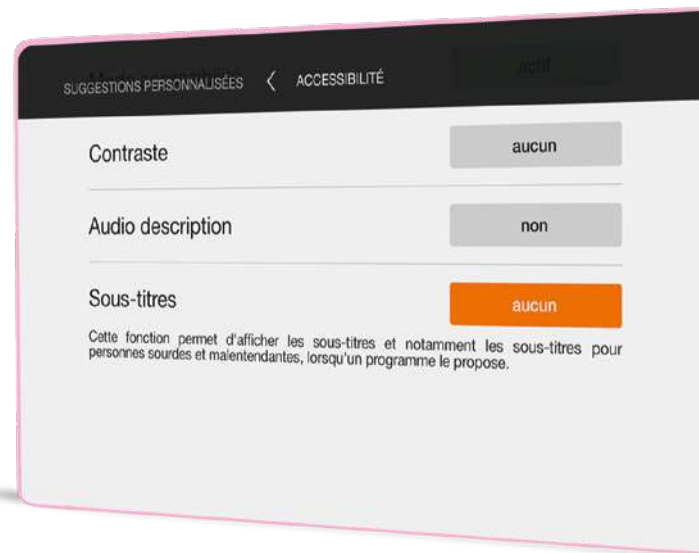 SUGGESTIONS PERSONNALISÉES < ACCESSIBILITÉ
actif
Contraste aucun
Audio description non
Sous-titres aucun
Cette fonction permet d'afficher les sous-titres et notamment les sous-titres pour
personnes sourdes et malentendantes, lorsqu'un programme le propose.